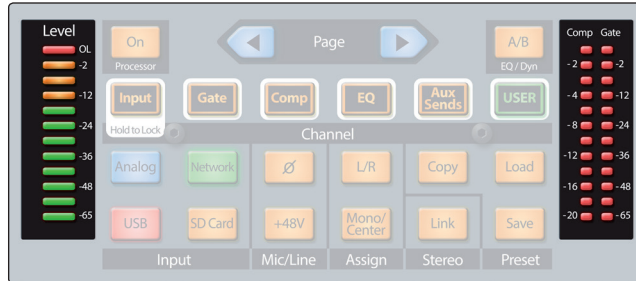 Level
OL
-2
-12
-24
-36
-48
-65
On
Processor
Page
A/B
EQ / Dyn
Input
Gate
Comp
EQ
Aux
Sends
USER
Hold to Lock
Channel
Analog
Network
Ø
L/R
Copy
Load
USB
SD Card
+48V
Mono/
Center
Link
Save
Input
Mic/Line
Assign
Stereo
Preset
Comp Gate
-2 -2
-4 -12
-8 -24
-12 -36
-16 -48
-20 -65